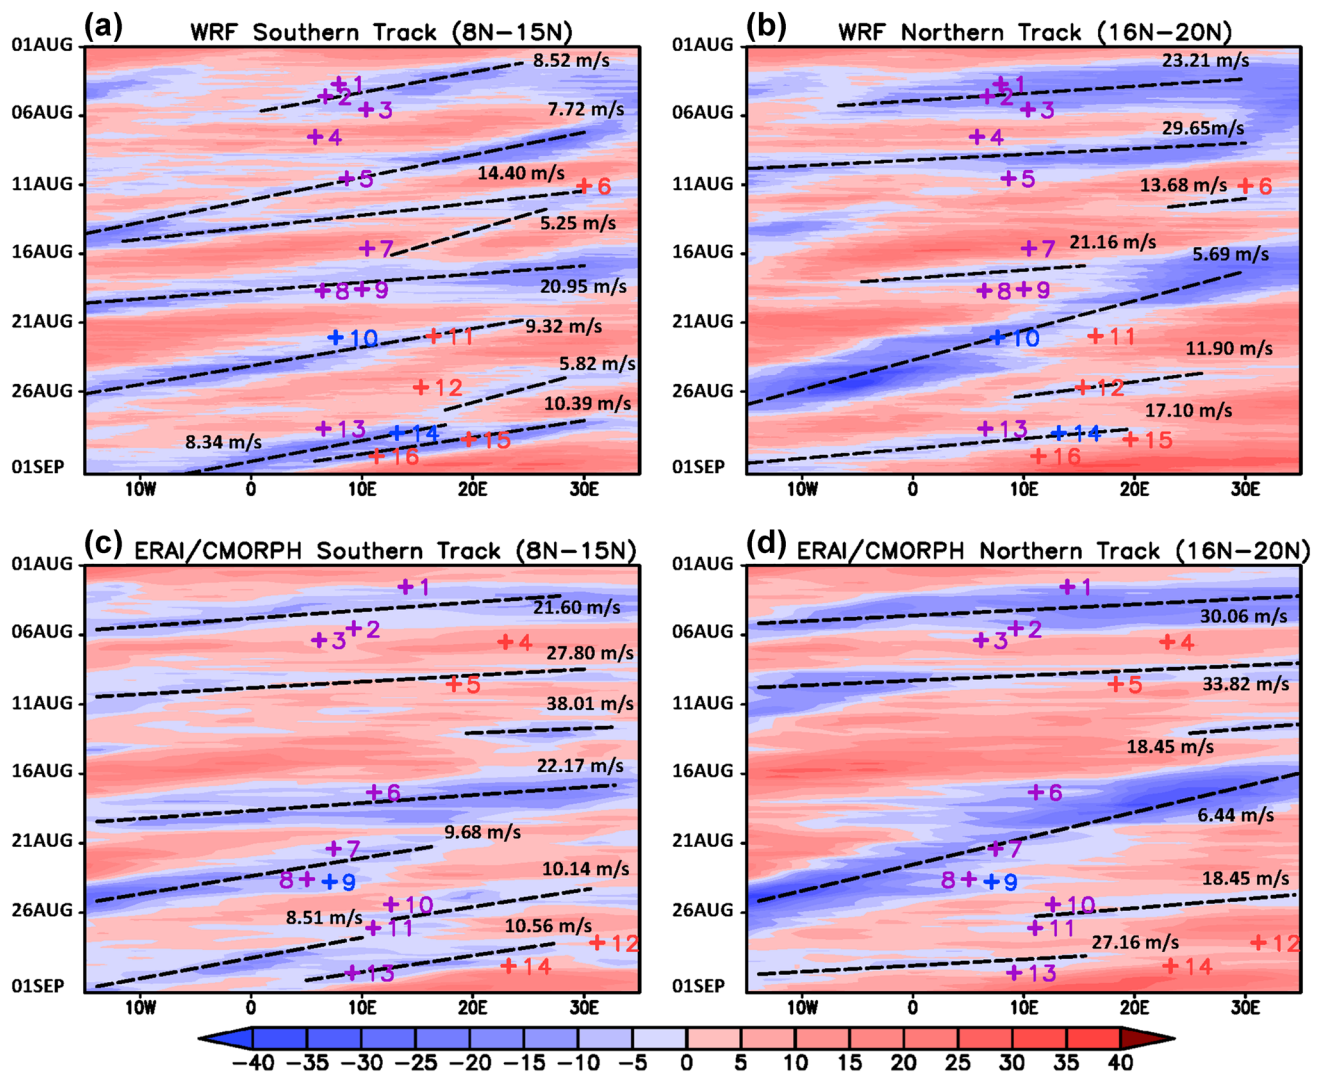 (a)
WRF Southern Track (8N−15N)
01AUG
06AUG
11AUG
16AUG
21AUG
26AUG
01SEP
8.52 m/s
7.72 m/s
14.40 m/s
5.25 m/s
20.95 m/s
9.32 m/s
5.82 m/s
10.39 m/s
8.34 m/s
1
2
3
4
5
6
7
8
9
10
11
12
13
14
15
16
10W
0
10E
20E
30E
(b)
WRF Northern Track (16N−20N)
01AUG
06AUG
11AUG
16AUG
21AUG
26AUG
01SEP
23.21 m/s
29.65m/s
13.68 m/s
21.16 m/s
5.69 m/s
11.90 m/s
17.10 m/s
1
2
3
4
5
6
7
8
9
10
11
12
13
14
15
16
10W
0
10E
20E
30E
(c)
ERAI/CMORPH Southern Track (8N−15N)
01AUG
06AUG
11AUG
16AUG
21AUG
26AUG
01SEP
21.60 m/s
27.80 m/s
38.01 m/s
22.17 m/s
9.68 m/s
10.14 m/s
8.51 m/s
10.56 m/s
1
2
3
4
5
6
7
8
9
10
11
12
13
14
10W
0
10E
20E
30E
(d)
ERAI/CMORPH Northern Track (16N−20N)
01AUG
06AUG
11AUG
16AUG
21AUG
26AUG
01SEP
30.06 m/s
33.82 m/s
18.45 m/s
6.44 m/s
18.45 m/s
27.16 m/s
1
2
3
4
5
6
7
8
9
10
11
12
13
14
10W
0
10E
20E
30E
−40 −35 −30 −25 −20 −15 −10 −5 0 5 10 15 20 25 30 35 40